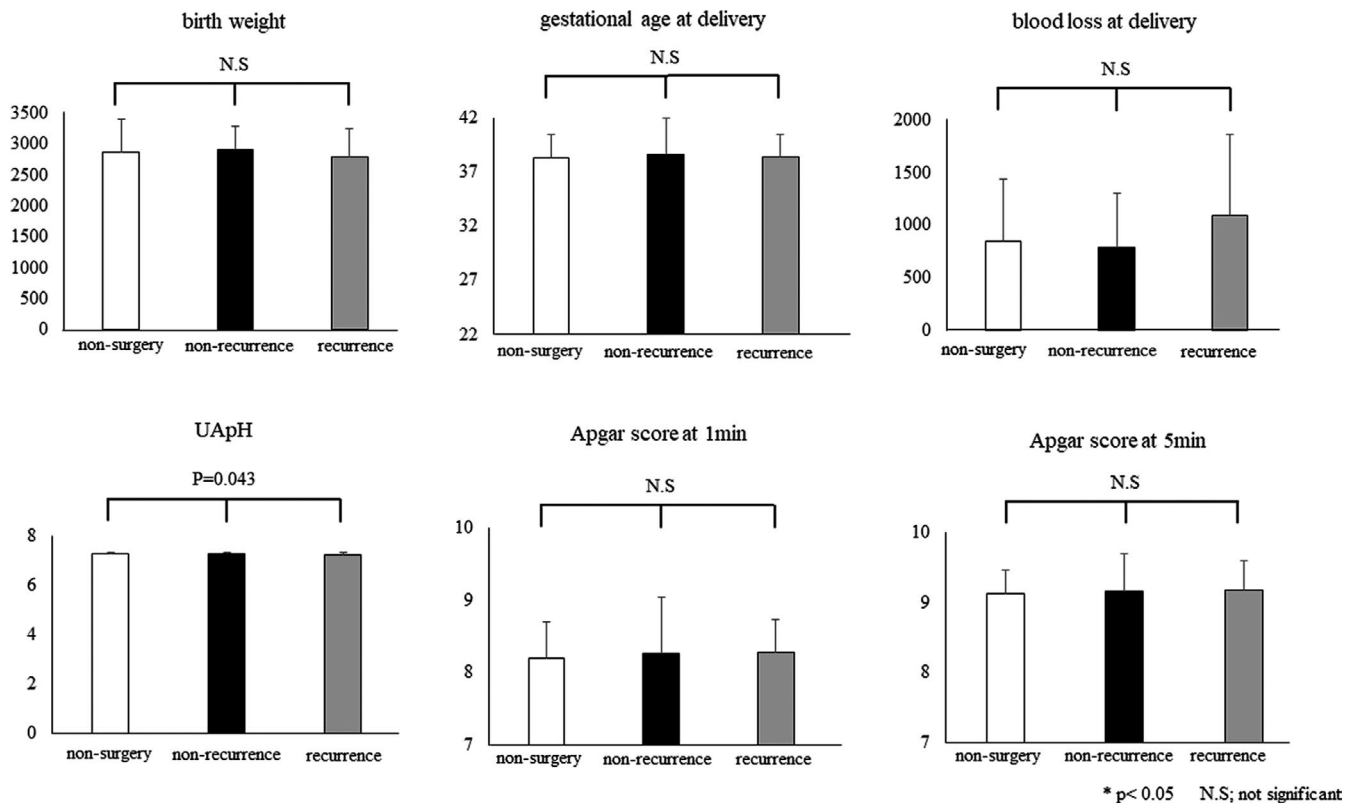 birth weight
N.S
3500
3000
2500
2000
1500
1000
500
0
non-surgery non-recurrence recurrence
gestational age at delivery
N.S
42
37
32
27
22
non-surgery non-recurrence recurrence
blood loss at delivery
N.S
2000
1500
1000
500
0
non-surgery non-recurrence recurrence
UApH
P=0.043
8
6
4
2
0
non-surgery non-recurrence recurrence
Apgar score at 1min
N.S
10
9
8
7
non-surgery non-recurrence recurrence
Apgar score at 5min
N.S
10
9
8
7
non-surgery non-recurrence recurrence
* p< 0.05 N.S; not significant